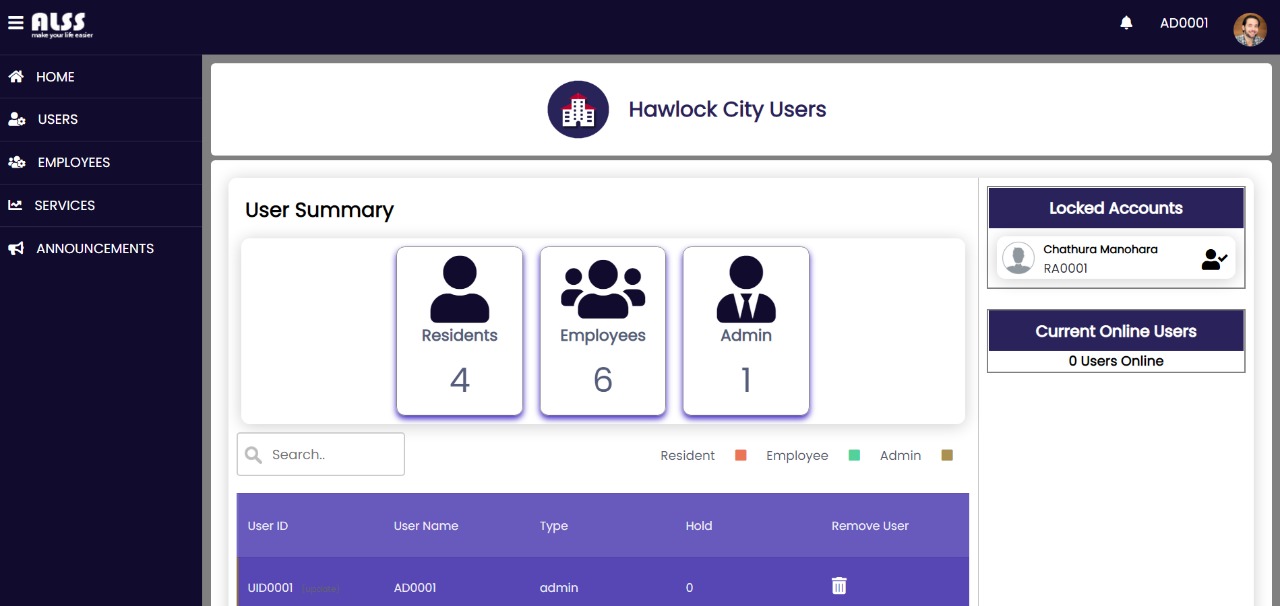 ALSS
make your life easier
AD0001
HOME
USERS
EMPLOYEES
SERVICES
ANNOUNCEMENTS
Hawlock City Users
User Summary
Residents
4
Employees
6
Admin
1
Locked Accounts
Chathura Manohara
RA0001
Current Online Users
0 Users Online
Search..
Resident Employee Admin
User ID User Name Type Hold Remove User
UID0001 (update) AD0001 admin 0